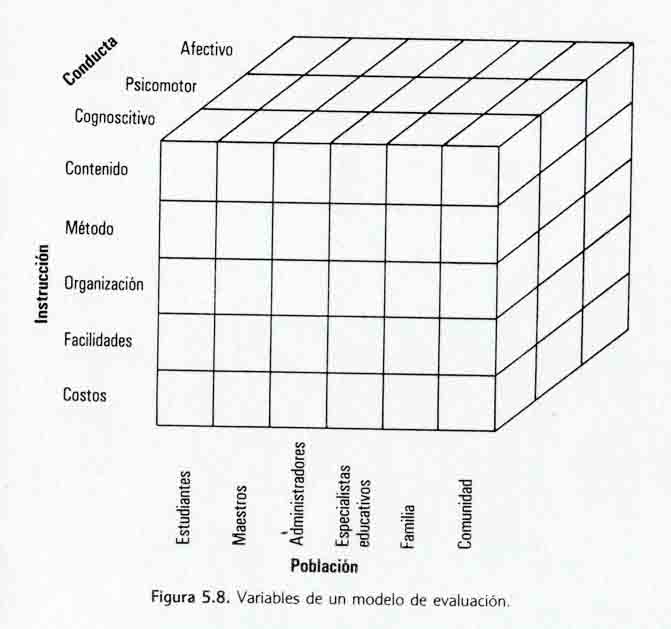 Conducta
Afectivo
Psicomotor
Cognoscitivo
Instrucción
Contenido
Método
Organización
Facilidades
Costos
Estudiantes
Maestros
Administradores
Especialistas
educativos
Familia
Comunidad
Población
Figura 5.8. Variables de un modelo de evaluación.